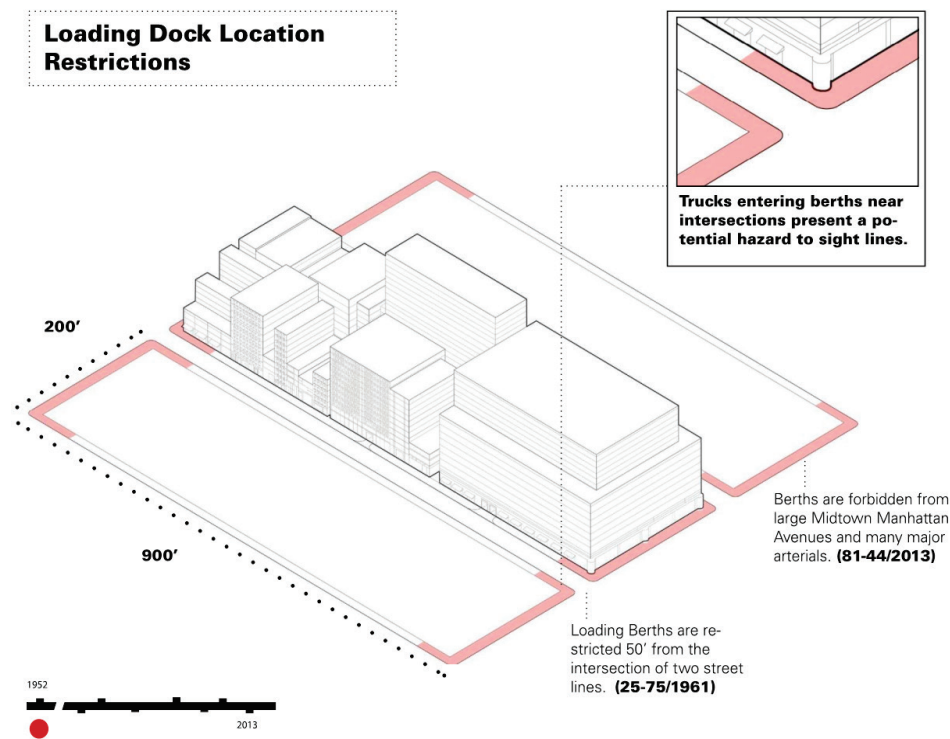 Loading Dock Location
Restrictions
Trucks entering berths near
intersections present a po-
tential hazard to sight lines.
200’
900’
Berths are forbidden from
large Midtown Manhattan
Avenues and many major
arterials. (81-44/2013)
Loading Berths are re-
stricted 50’ from the
intersection of two street
lines. (25-75/1961)
1952
2013